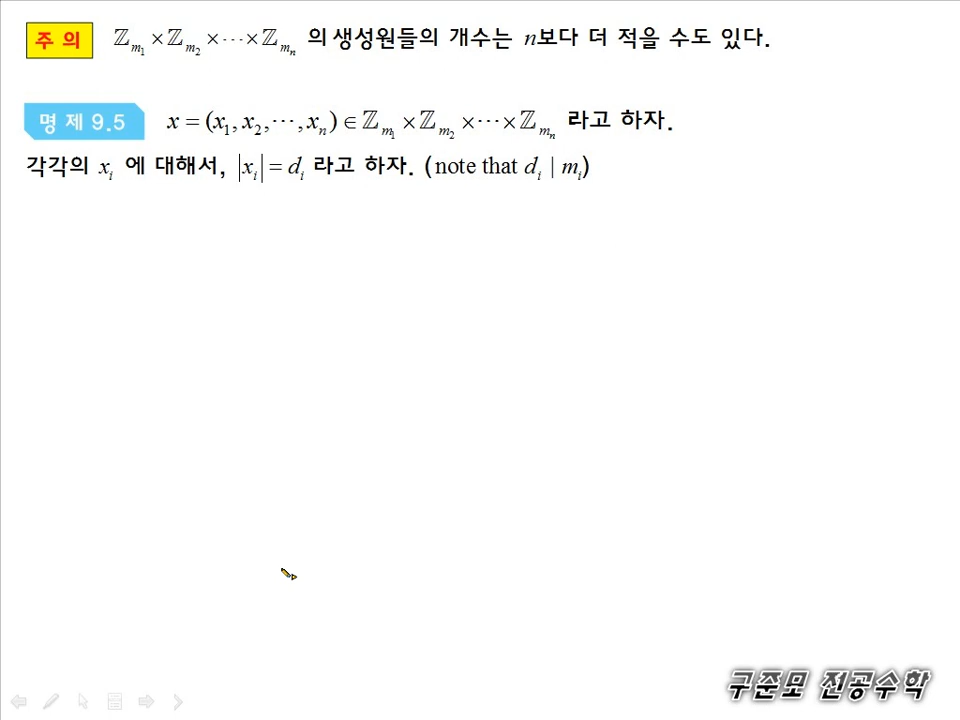 주 의 ℤ_{m_1} × ℤ_{m_2} × ⋯ × ℤ_{m_n} 의 생성원들의 개수는 n보다 더 적을 수도 있다.
명 제 9.5 x = (x_1, x_2, ⋯, x_n) ∈ ℤ_{m_1} × ℤ_{m_2} × ⋯ × ℤ_{m_n} 라고 하자.
각각의 x_i 에 대해서, |x_i| = d_i 라고 하자. (note that d_i | m_i)
구준모 전공수학